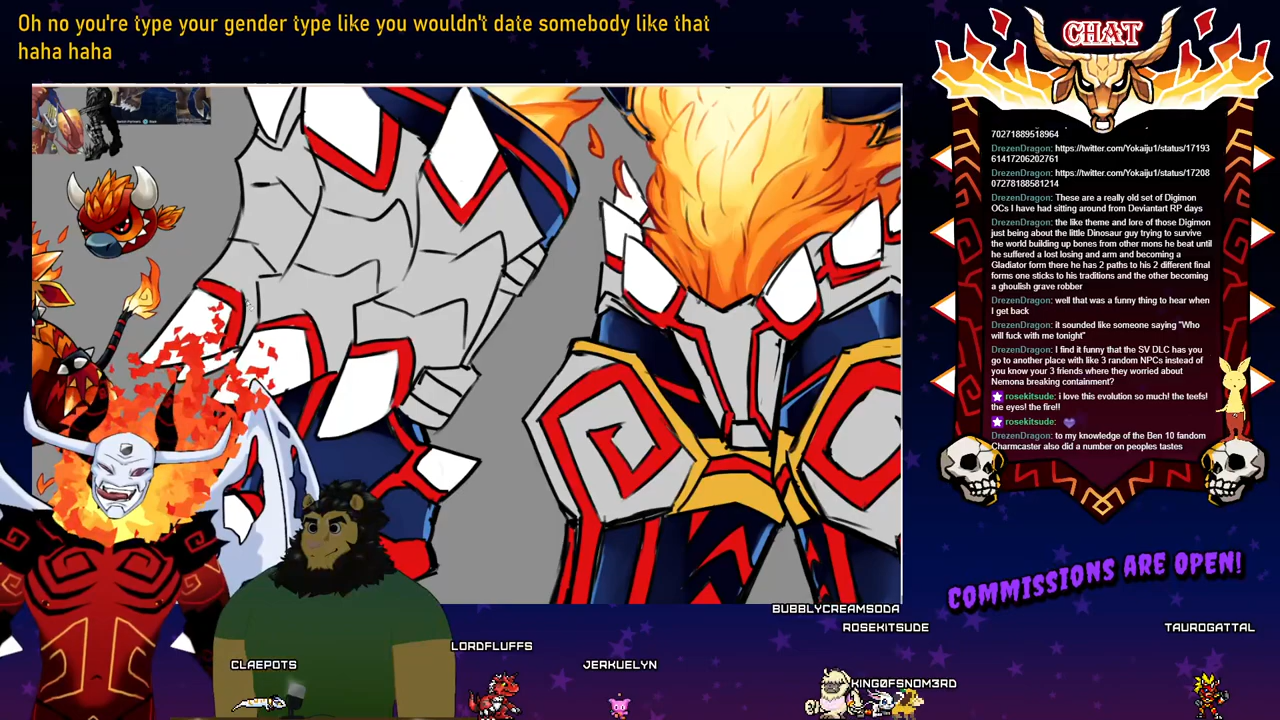 Oh no you're type your gender type like you wouldn't date somebody like that
haha haha
CHAT
70271889518964
DrezenDragon: https://twitter.com/Yokaiju1/status/17193
61417206202761
DrezenDragon: https://twitter.com/Yokaiju1/status/17208
07278188581214
DrezenDragon: These are a really old set of Digimon
OCs I have had sitting around from Deviantart RP days
DrezenDragon: the like theme and lore of those Digimon
just being about the little Dinosaur guy trying to survive
the world building up bones from other mons he beat until
he suffered a lost losing and arm and becoming a
Gladiator form there he has 2 paths to his 2 different final
forms one sticks to his traditions and the other becoming
a ghoulish grave robber
DrezenDragon: well that was a funny thing to hear when
I get back
DrezenDragon: it sounded like someone saying "Who
will fuck with me tonight"
DrezenDragon: I find it funny that the SV DLC has you
go to another place with like 3 random NPCs instead of
you know your 3 friends where they worried about
Nemona breaking containment?
rosekitsude: i love this evolution so much! the teefs!
the eyes! the fire!!
rosekitsude:
DrezenDragon: to my knowledge of the Ben 10 fandom
Charmcaster also did a number on peoples tastes
COMMISSIONS ARE OPEN!
BUBBLYCREAMSODA
ROSEKITSUDE
TAUROGATTAL
LORDFLUFFS
CLAEPOTS
JERKUELYN
KING0FSNOM3RD